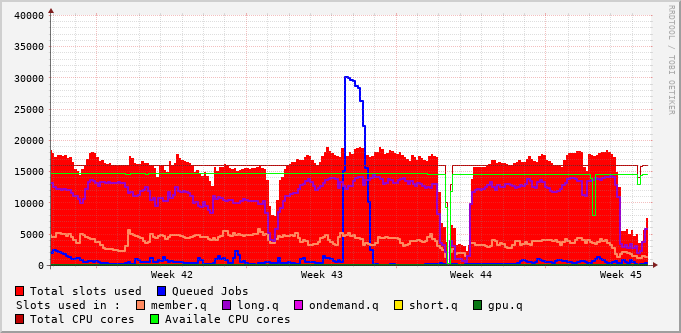 40000
35000
30000
25000
20000
15000
10000
5000
0
Week 42 Week 43 Week 44 Week 45
Total slots used Queued Jobs
Slots used in : member.q long.q ondemand.q short.q gpu.q
Total CPU cores Availale CPU cores
RRDTOOL / TOBI OETIKER